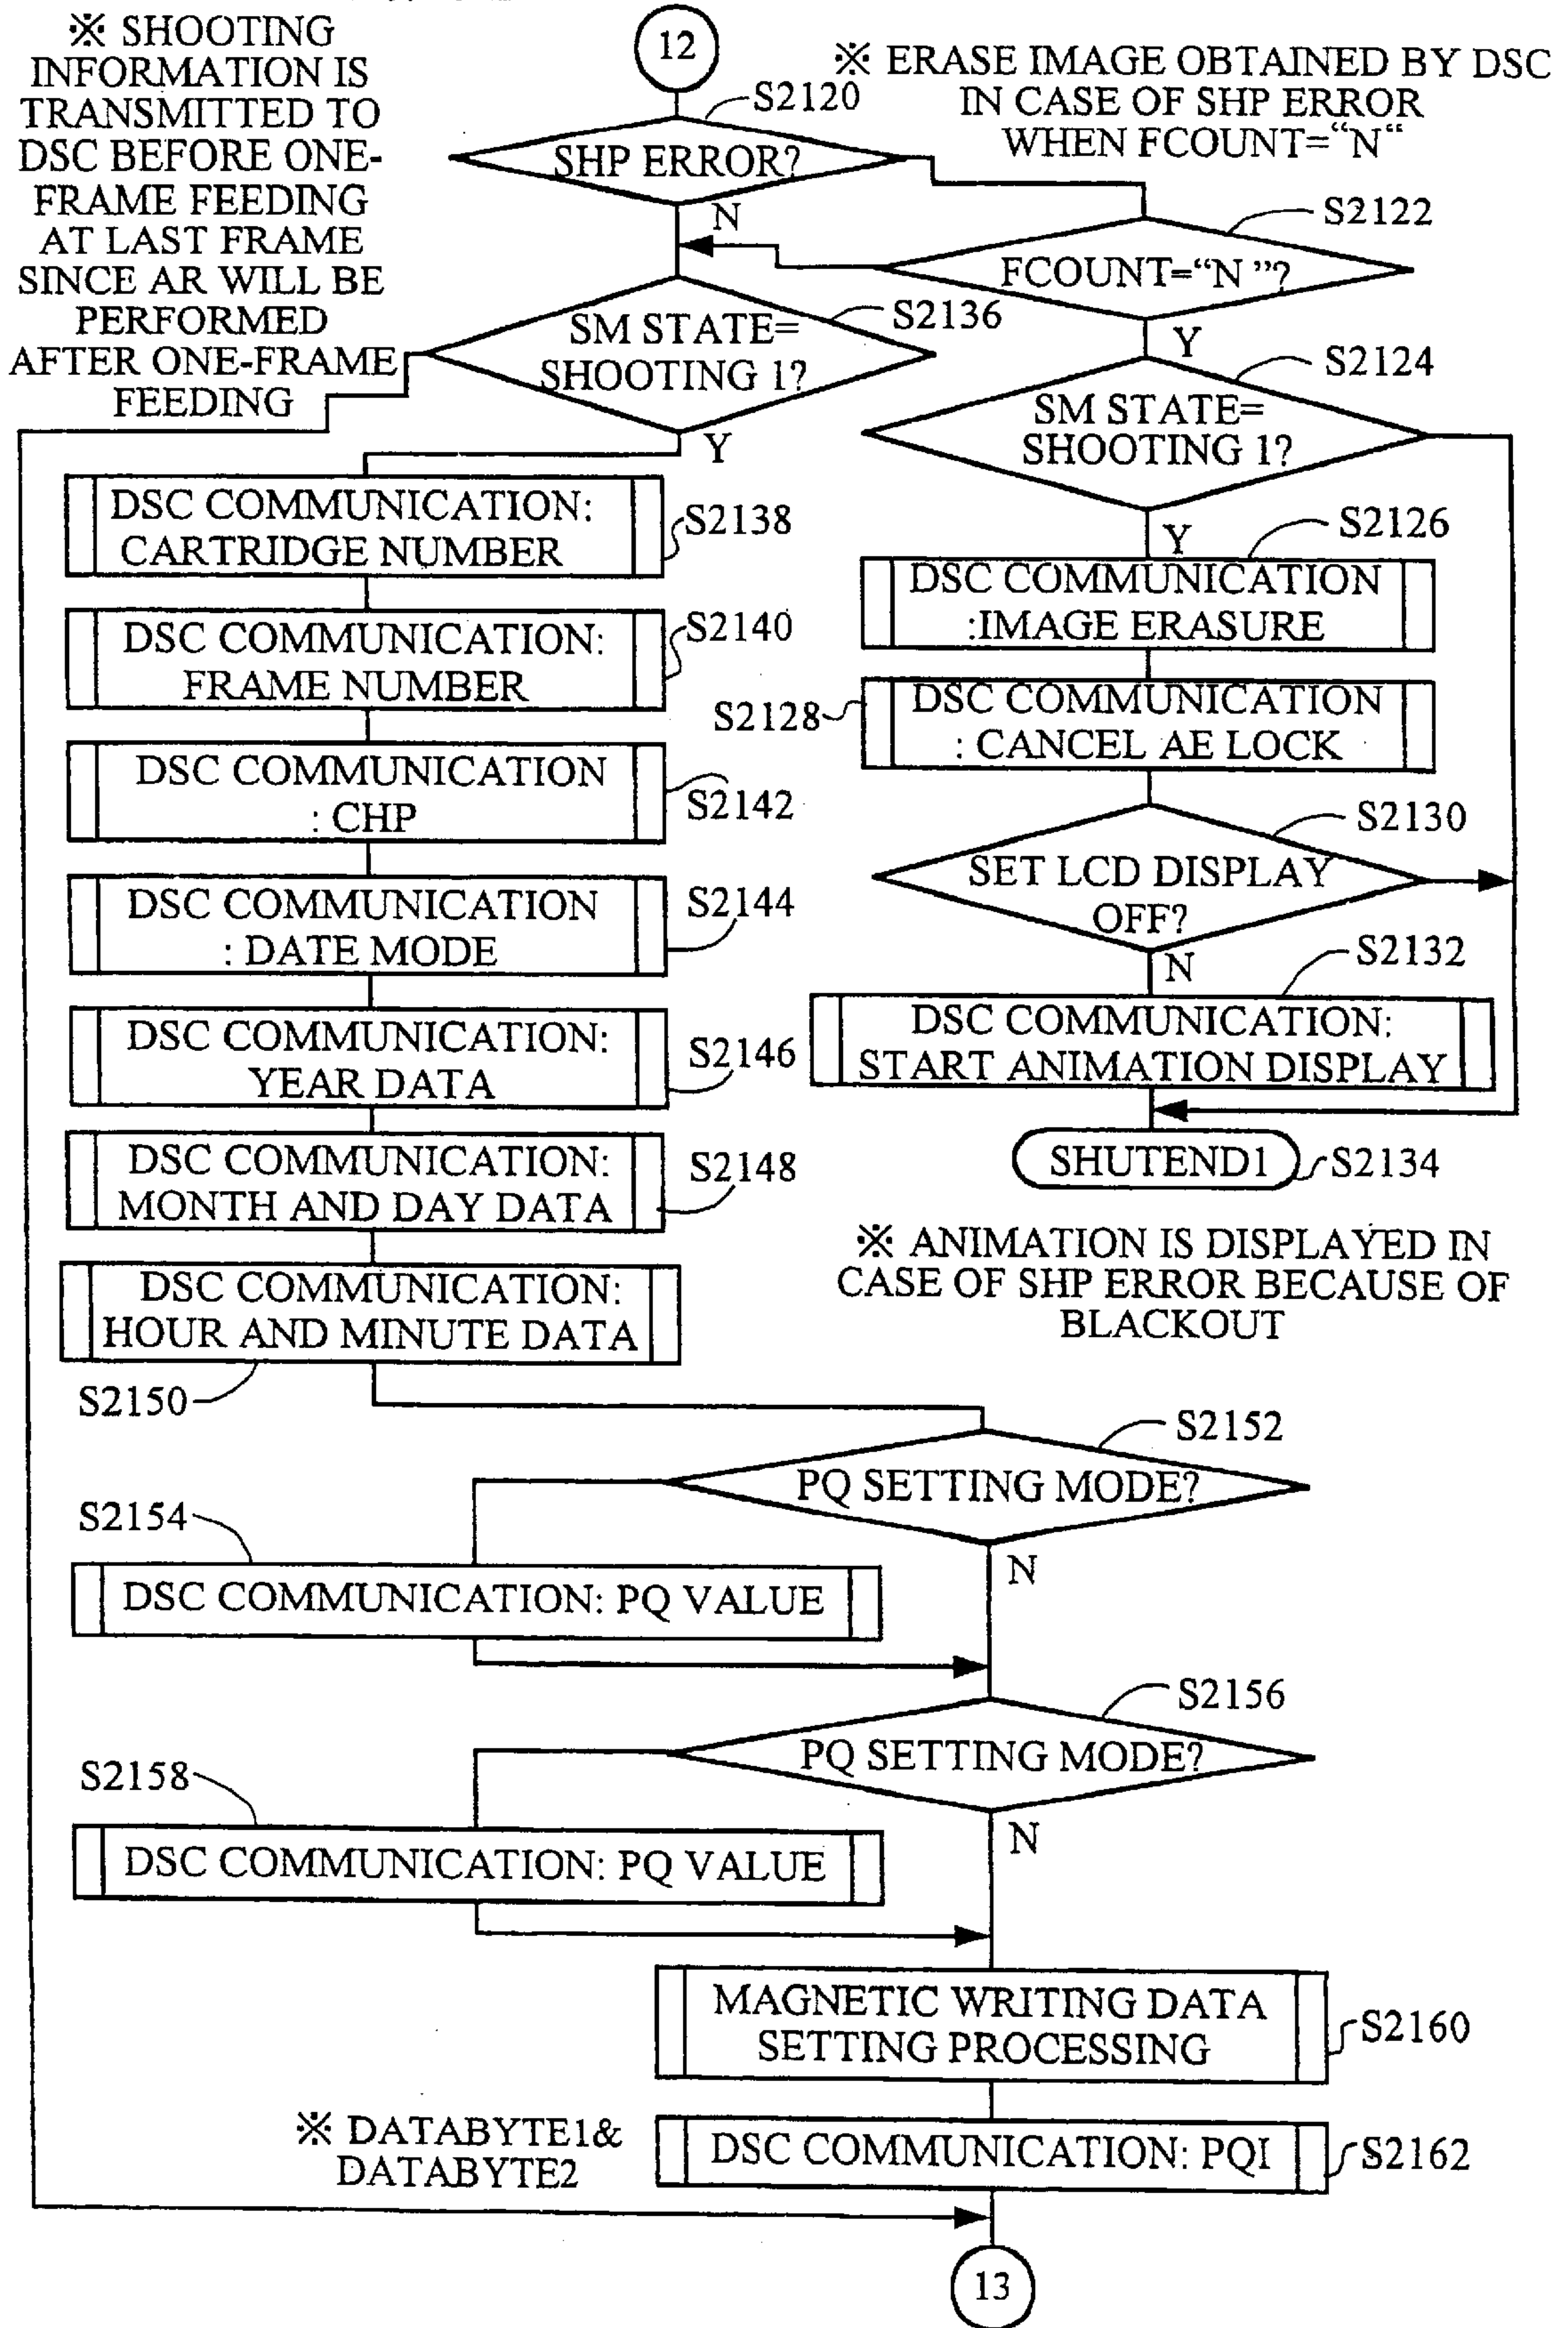 ※ SHOOTING
INFORMATION IS
TRANSMITTED TO
DSC BEFORE ONE-
FRAME FEEDING
AT LAST FRAME
SINCE AR WILL BE
PERFORMED
AFTER ONE-FRAME
FEEDING
12
※ ERASE IMAGE OBTAINED BY DSC
IN CASE OF SHP ERROR
WHEN FCOUNT=“N“
S2120
SHP ERROR?
N
S2122
FCOUNT=“N ”?
Y
S2136
SM STATE=
SHOOTING 1?
Y
S2124
SM STATE=
SHOOTING 1?
Y
DSC COMMUNICATION:
CARTRIDGE NUMBER
S2138
S2126
DSC COMMUNICATION
:IMAGE ERASURE
DSC COMMUNICATION:
FRAME NUMBER
S2140
S2128
DSC COMMUNICATION
: CANCEL AE LOCK
DSC COMMUNICATION
: CHP
S2142
S2130
SET LCD DISPLAY
OFF?
N
DSC COMMUNICATION
: DATE MODE
S2144
S2132
DSC COMMUNICATION:
START ANIMATION DISPLAY
DSC COMMUNICATION:
YEAR DATA
S2146
SHUTEND1
S2134
DSC COMMUNICATION:
MONTH AND DAY DATA
S2148
※ ANIMATION IS DISPLAYED IN
CASE OF SHP ERROR BECAUSE OF
BLACKOUT
DSC COMMUNICATION:
HOUR AND MINUTE DATA
S2150
S2152
PQ SETTING MODE?
N
S2154
DSC COMMUNICATION: PQ VALUE
S2156
PQ SETTING MODE?
N
S2158
DSC COMMUNICATION: PQ VALUE
MAGNETIC WRITING DATA
SETTING PROCESSING
S2160
※ DATABYTE1&
DATABYTE2
DSC COMMUNICATION: PQI
S2162
13